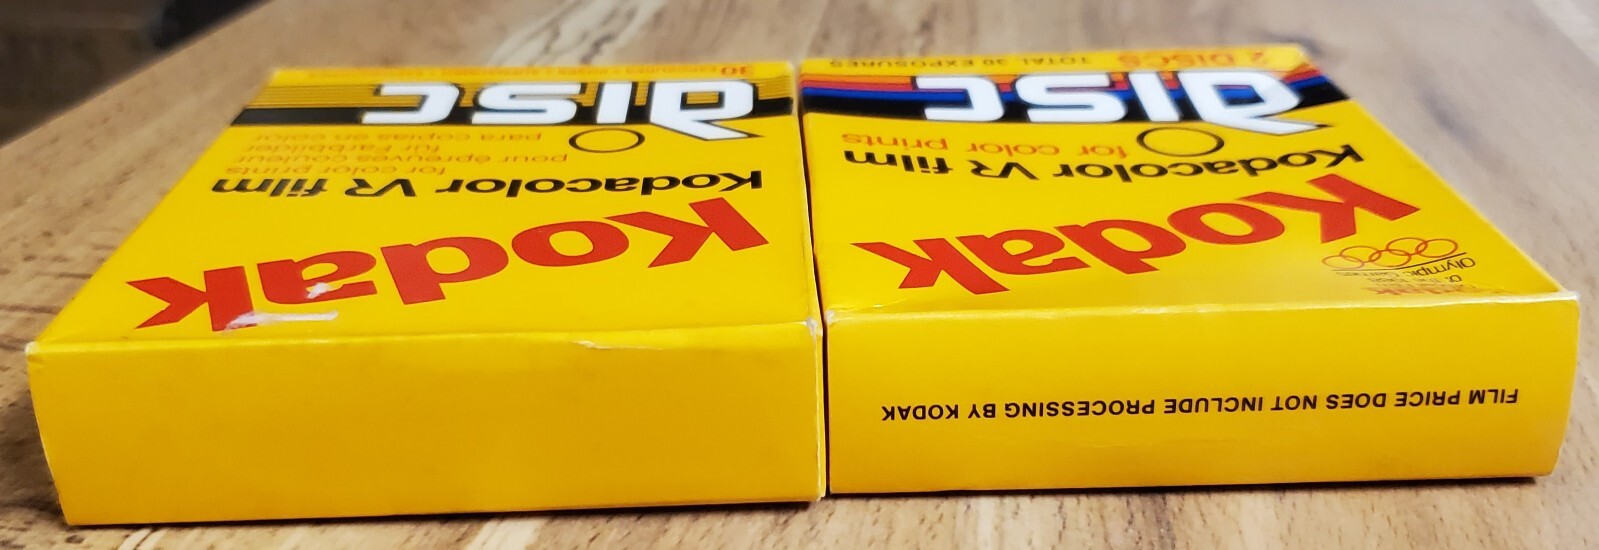 Kodak
Kodacolor VR film
for color prints
pour épreuves couleur
für Farbbilder
para copias en color
disc
30
Kodak
Olympic Games
Kodak
Kodacolor VR film
for color prints
disc
2 DISCS
TOTAL 30 EXPOSURES
FILM PRICE DOES NOT INCLUDE PROCESSING BY KODAK